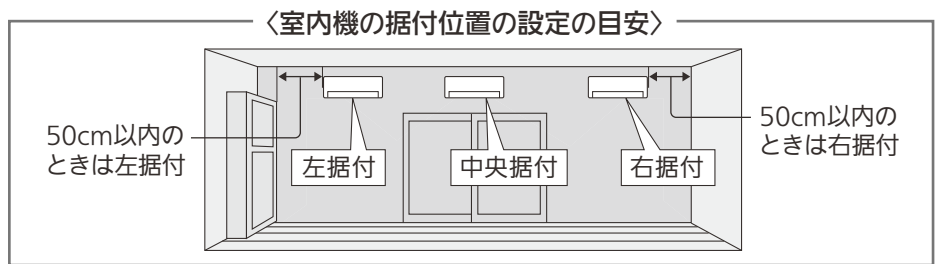 〈室内機の据付位置の設定の目安〉
50cm以内の
ときは左据付
左据付
中央据付
右据付
50cm以内の
ときは右据付